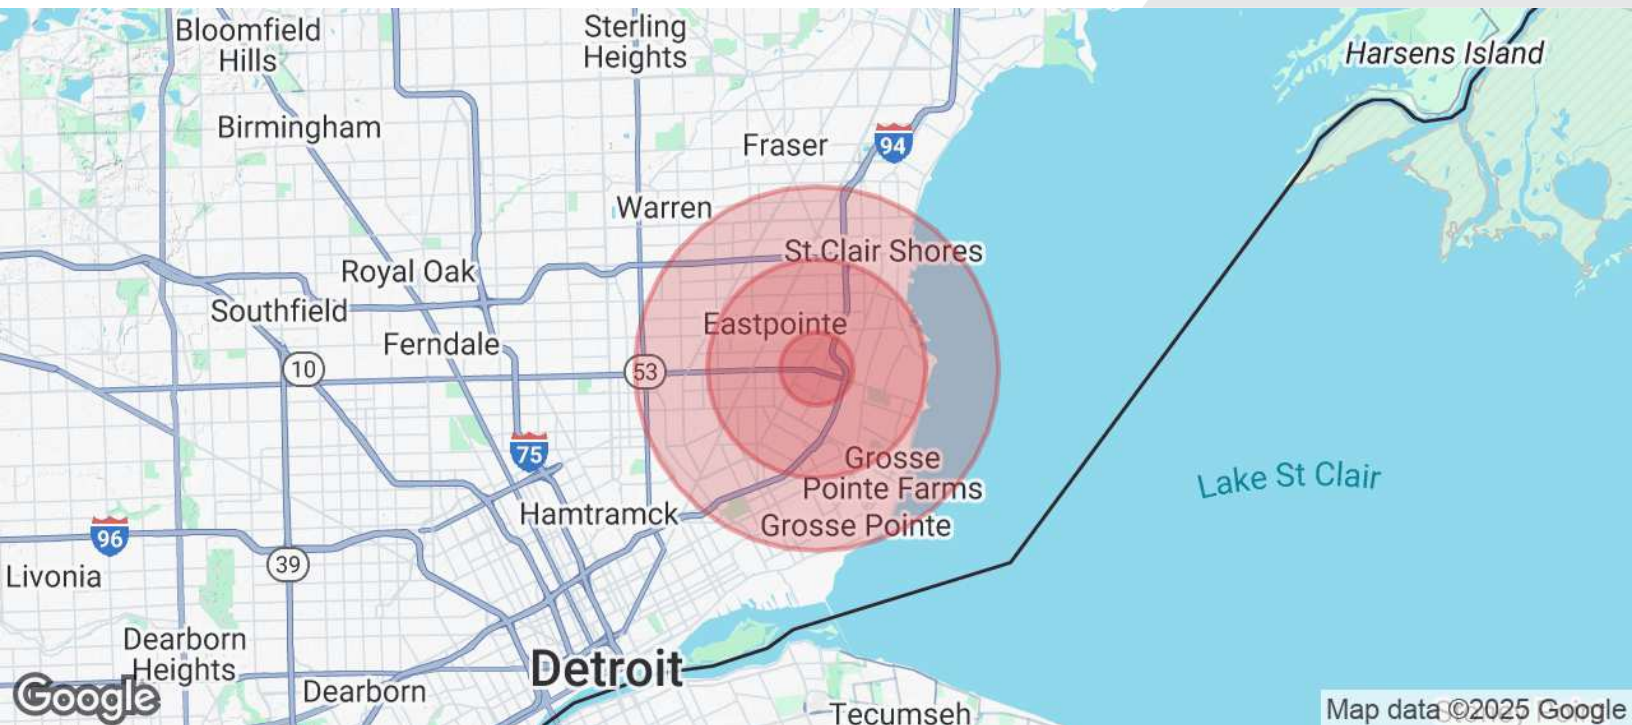 Bloomfield
Hills
Sterling
Heights
Harsens Island
Birmingham
Fraser
94
Warren
St Clair Shores
Royal Oak
Southfield
Eastpointe
Ferndale
10
53
75
Grosse
Pointe Farms
Lake St Clair
Hamtramck
Grosse Pointe
96
39
Livonia
Dearborn
Heights
Detroit
Dearborn
Google
Tecumseh
Map data ©2025 Google